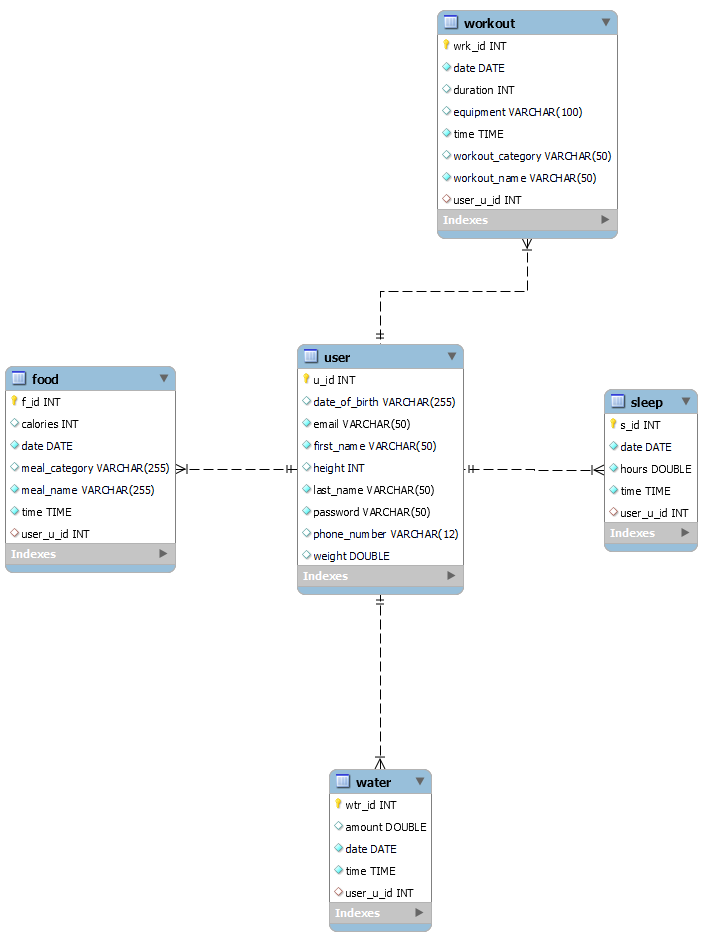 workout
wrk_id INT
date DATE
duration INT
equipment VARCHAR(100)
time TIME
workout_category VARCHAR(50)
workout_name VARCHAR(50)
user_u_id INT
Indexes
food
f_id INT
calories INT
date DATE
meal_category VARCHAR(255)
meal_name VARCHAR(255)
time TIME
user_u_id INT
Indexes
user
u_id INT
date_of_birth VARCHAR(255)
email VARCHAR(50)
first_name VARCHAR(50)
height INT
last_name VARCHAR(50)
password VARCHAR(50)
phone_number VARCHAR(12)
weight DOUBLE
Indexes
sleep
s_id INT
date DATE
hours DOUBLE
time TIME
user_u_id INT
Indexes
water
wtr_id INT
amount DOUBLE
date DATE
time TIME
user_u_id INT
Indexes